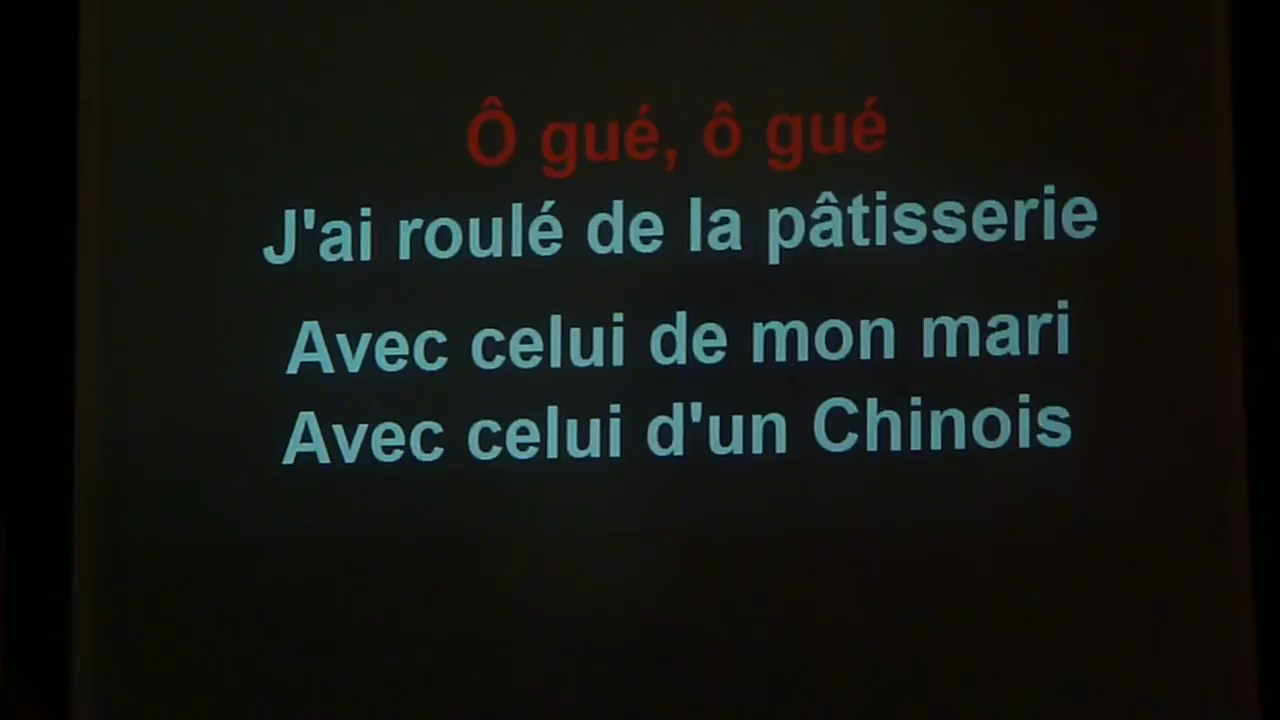 Ô gué, ô gué
J'ai roulé de la pâtisserie
Avec celui de mon mari
Avec celui d'un Chinois